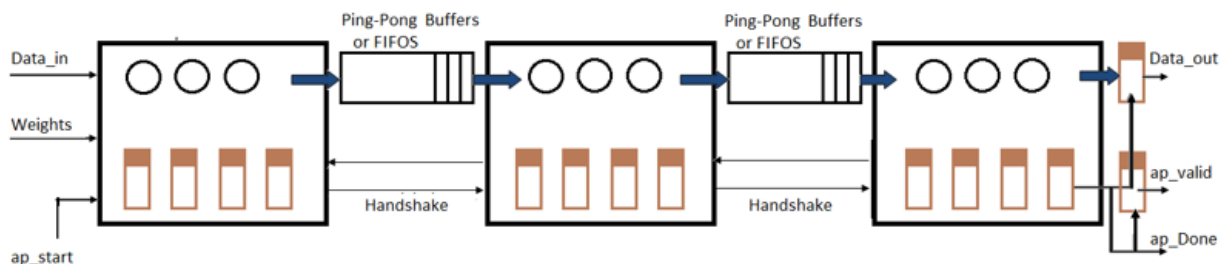 Ping-Pong Buffers
or FIFOS
Ping-Pong Buffers
or FIFOS
Data_in
Data_out
Weights
ap_valid
Handshake
Handshake
ap_start
ap_Done